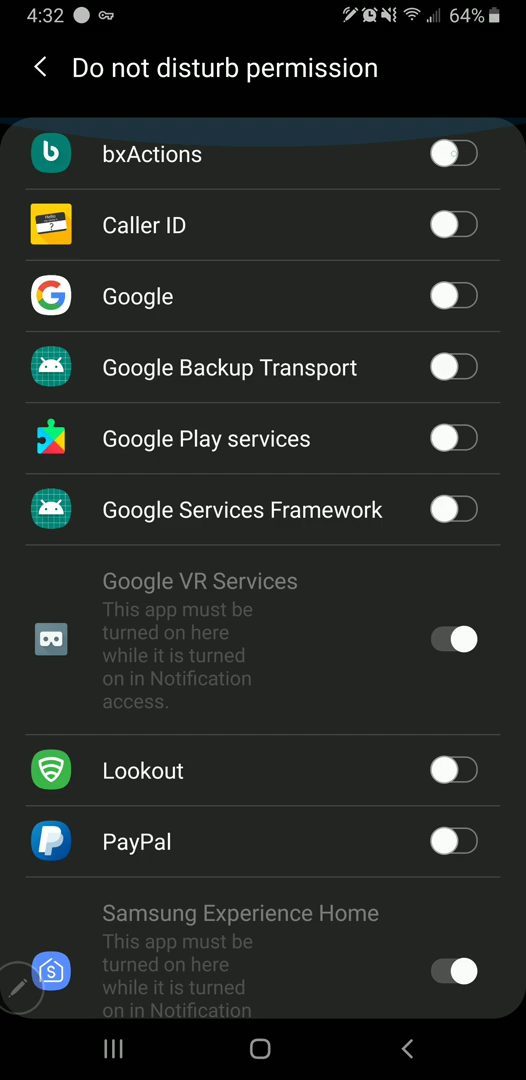 4:32 64%
Do not disturb permission
b bxActions
Hello
? Caller ID
G Google
Google Backup Transport
Google Play services
Google Services Framework
Google VR Services
This app must be
turned on here
while it is turned
on in Notification
access.
Lookout
PayPal
Samsung Experience Home
This app must be
turned on here
S while it is turned
on in Notification